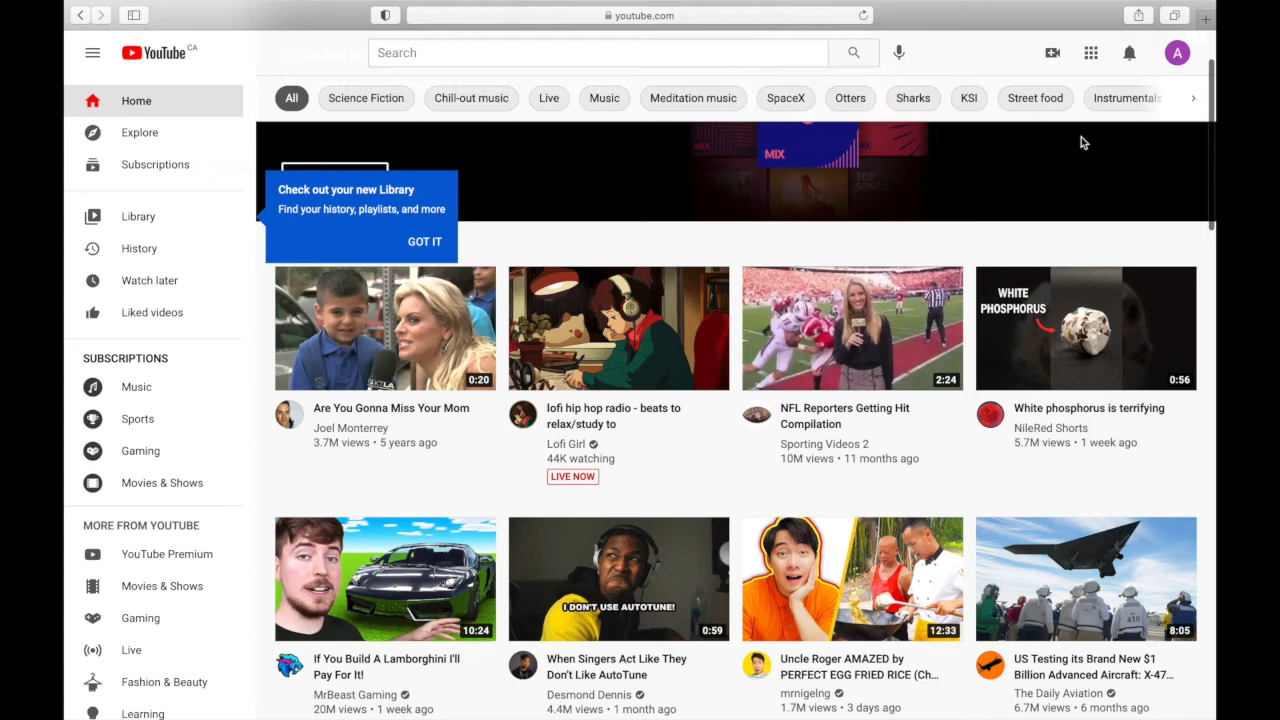 youtube.com
YouTube CA
Search
A
Home
Explore
Subscriptions
Library
History
Watch later
Liked videos
SUBSCRIPTIONS
Music
Sports
Gaming
Movies & Shows
MORE FROM YOUTUBE
YouTube Premium
Movies & Shows
Gaming
Live
Fashion & Beauty
Learning
All
Science Fiction
Chill-out music
Live
Music
Meditation music
SpaceX
Otters
Sharks
KSI
Street food
Instrumentals
MIX
MIX
TOP
SONGS
Check out your new Library
Find your history, playlists, and more
GOT IT
KTLA
0:20
Are You Gonna Miss Your Mom
Joel Monterrey
3.7M views • 5 years ago
lofi hip hop radio - beats to
relax/study to
Lofi Girl
44K watching
LIVE NOW
2:24
NFL Reporters Getting Hit
Compilation
Sporting Videos 2
10M views • 11 months ago
WHITE
PHOSPHORUS
0:56
White phosphorus is terrifying
NileRed Shorts
5.7M views • 1 week ago
10:24
If You Build A Lamborghini I'll
Pay For It!
MrBeast Gaming
20M views • 1 week ago
I DON'T USE AUTOTUNE!
0:59
When Singers Act Like They
Don't Like AutoTune
Desmond Dennis
4.4M views • 1 month ago
12:33
Uncle Roger AMAZED by
PERFECT EGG FRIED RICE (Ch...
mrnigelng
1.7M views • 3 days ago
ATO
8:05
US Testing its Brand New $1
Billion Advanced Aircraft: X-47...
The Daily Aviation
6.7M views • 6 months ago